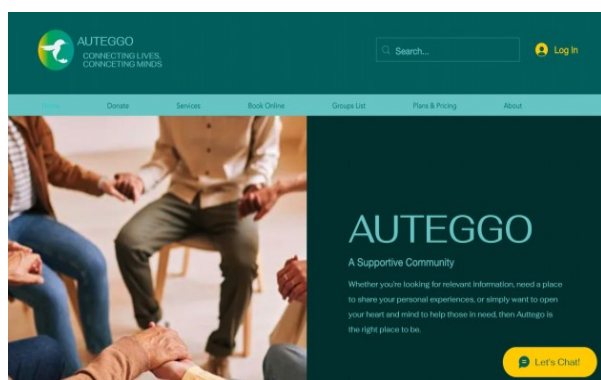 AUTEGGO
CONNECTING LIVES,
CONNCETING MINDS
Search...
Log In
Home Donate Services Book Online Groups List Plans & Pricing About
AUTEGGO
A Supportive Community
Whether you're looking for relevant information, need a place
to share your personal experiences, or simply want to open
your heart and mind to help those in need, then Auttego is
the right place to be.
Let's Chat!